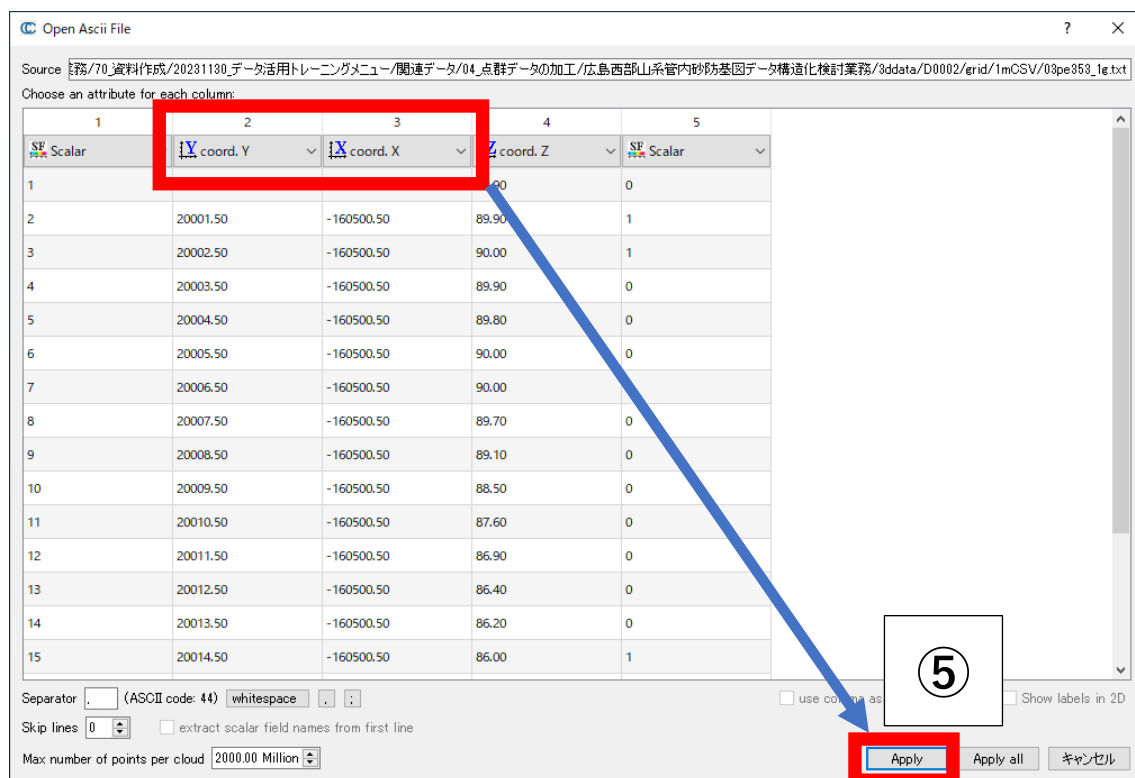 Open Ascii File ? ×
Source 業務/70_資料作成/20231130_データ活用トレーニングメニュー/関連データ/04_点群データの加工/広島西部山系管内砂防基図データ構造化検討業務/3ddata/D0002/grid/1mCSV/03pe353_1g.txt
Choose an attribute for each column:
1 2 3 4 5
SF Scalar Y coord. Y X coord. X Z coord. Z SF Scalar
1 .90 0
2 20001.50 -160500.50 89.90 1
3 20002.50 -160500.50 90.00 1
4 20003.50 -160500.50 89.90 0
5 20004.50 -160500.50 89.80 0
6 20005.50 -160500.50 90.00 0
7 20006.50 -160500.50 90.00
8 20007.50 -160500.50 89.70 0
9 20008.50 -160500.50 89.10 0
10 20009.50 -160500.50 88.50 0
11 20010.50 -160500.50 87.60 0
12 20011.50 -160500.50 86.90 0
13 20012.50 -160500.50 86.40 0
14 20013.50 -160500.50 86.20 0
15 20014.50 -160500.50 86.00 1
⑤
Separator , (ASCII code: 44) whitespace , ; use comma as Show labels in 2D
Skip lines 0 extract scalar field names from first line
Max number of points per cloud 2000.00 Million Apply Apply all キャンセル